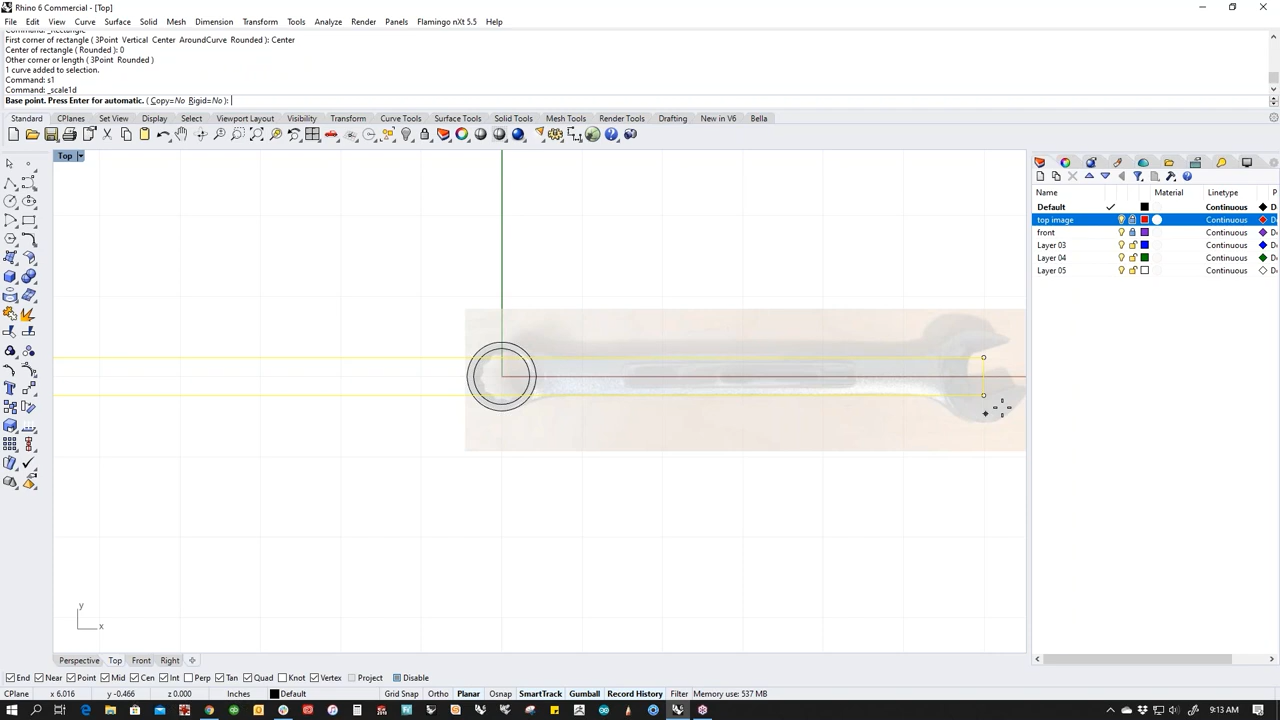 Rhino 6 Commercial - [Top]
File Edit View Curve Surface Solid Mesh Dimension Transform Tools Analyze Render Panels Flamingo nXt 5.5 Help
First corner of rectangle ( 3Point Vertical Center AroundCurve Rounded ): Center
Center of rectangle ( Rounded ): 0
Other corner or length ( 3Point Rounded )
1 curve added to selection.
Command: s1
Command: _scale1d
Base point. Press Enter for automatic. ( Copy=No Rigid=No ):
Standard CPlanes Set View Display Select Viewport Layout Visibility Transform Curve Tools Surface Tools Solid Tools Mesh Tools Render Tools Drafting New in V6 Bella
Top
Name Material Linetype P
Default Continuous D
top image Continuous D
front Continuous D
Layer 03 Continuous D
Layer 04 Continuous D
Layer 05 Continuous D
y
x
Perspective Top Front Right
End Near Point Mid Cen Int Perp Tan Quad Knot Vertex Project Disable
CPlane x 6.016 y -0.466 z 0.000 Inches Default Grid Snap Ortho Planar Osnap SmartTrack Gumball Record History Filter Memory use: 537 MB
9:13 AM